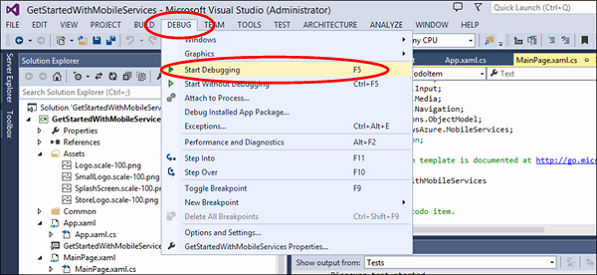 GetStartedWithMobileServices - Microsoft Visual Studio (Administrator)
Quick Launch (Ctrl+Q)
FILE EDIT VIEW PROJECT BUILD DEBUG TEAM TOOLS TEST ARCHITECTURE ANALYZE WINDOW HELP
Any CPU
Server Explorer
Toolbox
Solution Explorer
Search Solution Explorer
Solution 'GetStartedWithMobileServices
GetStartedWithMobileServices
Properties
References
Assets
Logo.scale-100.png
SmallLogo.scale-100.png
SplashScreen.scale-100.png
StoreLogo.scale-100.png
Common
App.xaml
App.xaml.cs
GetStartedWithMobileServices
MainPage.xaml
MainPage.xaml.cs
Windows
Graphics
Start Debugging F5
Start Without Debugging Ctrl+F5
Attach to Process...
Debug Installed App Package...
Exceptions... Ctrl+Alt+E
Performance and Diagnostics Alt+F2
Step Into F11
Step Over F10
Toggle Breakpoint F9
New Breakpoint
Delete All Breakpoints Ctrl+Shift+F9
Options and Settings...
GetStartedWithMobileServices Properties...
App.xaml.cs
MainPage.xaml.cs
odoItem
Text
Input;
Media;
Navigation;
ons.ObjectModel;
wsAzure.MobileServices;
on;
template is documented at http://go.mic
thMobileServices
todo item.
Output
Show output from: Tests